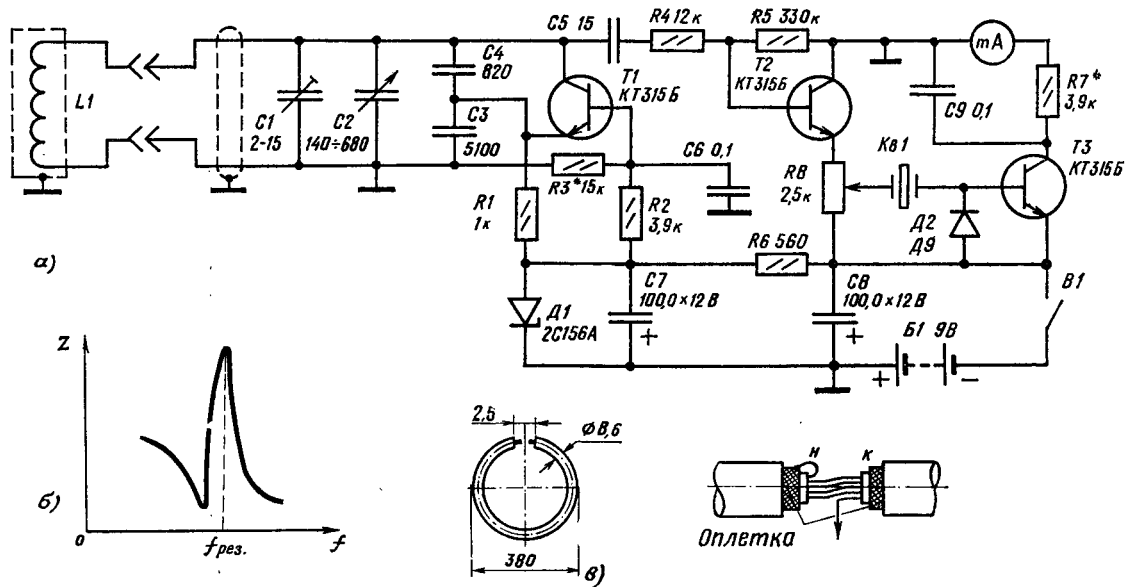 L1
C1
2-15
C2
140÷680
C4
820
C3
5100
C5 15
R4 12к
R5 330к
T1
КТ315Б
T2
КТ315Б
mA
R7*
3,9к
C9 0,1
C6 0,1
R3*15к
R1
1к
R2
3,9к
R8
2,5к
Кв1
T3
КТ315Б
Д2
Д9
R6 560
Д1
2С156А
C7
100,0×12В
+
C8
100,0×12В
+
Б1 9В
+
−
В1
а)
Z
0
fрез.
f
б)
2,5
Ø8,6
380
в)
н
к
Оплетка